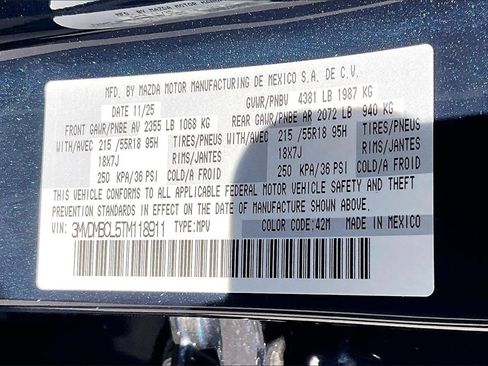 MFD. BY MAZDA MOTOR MANUFACTURING DE MEXICO S.A. DE C.V.
DATE 11/25 GVWR/PNBV 4381 LB 1987 KG
FRONT GAWR/PNBE AV 2355 LB 1068 KG REAR GAWR/PNBE AR 2072 LB 940 KG
WITH/AVEC 215 /55R18 95H TIRES/PNEUS WITH/AVEC 215 /55R18 95H TIRES/PNEUS
18X7J RIMS/JANTES 18X7J RIMS/JANTES
250 KPA/36 PSI COLD/A FROID 250 KPA/36 PSI COLD/A FROID
THIS VEHICLE CONFORMS TO ALL APPLICABLE FEDERAL MOTOR VEHICLE SAFETY AND THEFT
PREVENTION STANDARDS IN EFFECT ON THE DATE OF MANUFACTURE SHOWN ABOVE.
VIN: 3MVDMBCL5TM118911 TYPE:MPV COLOR CODE:42M MADE IN MEXICO